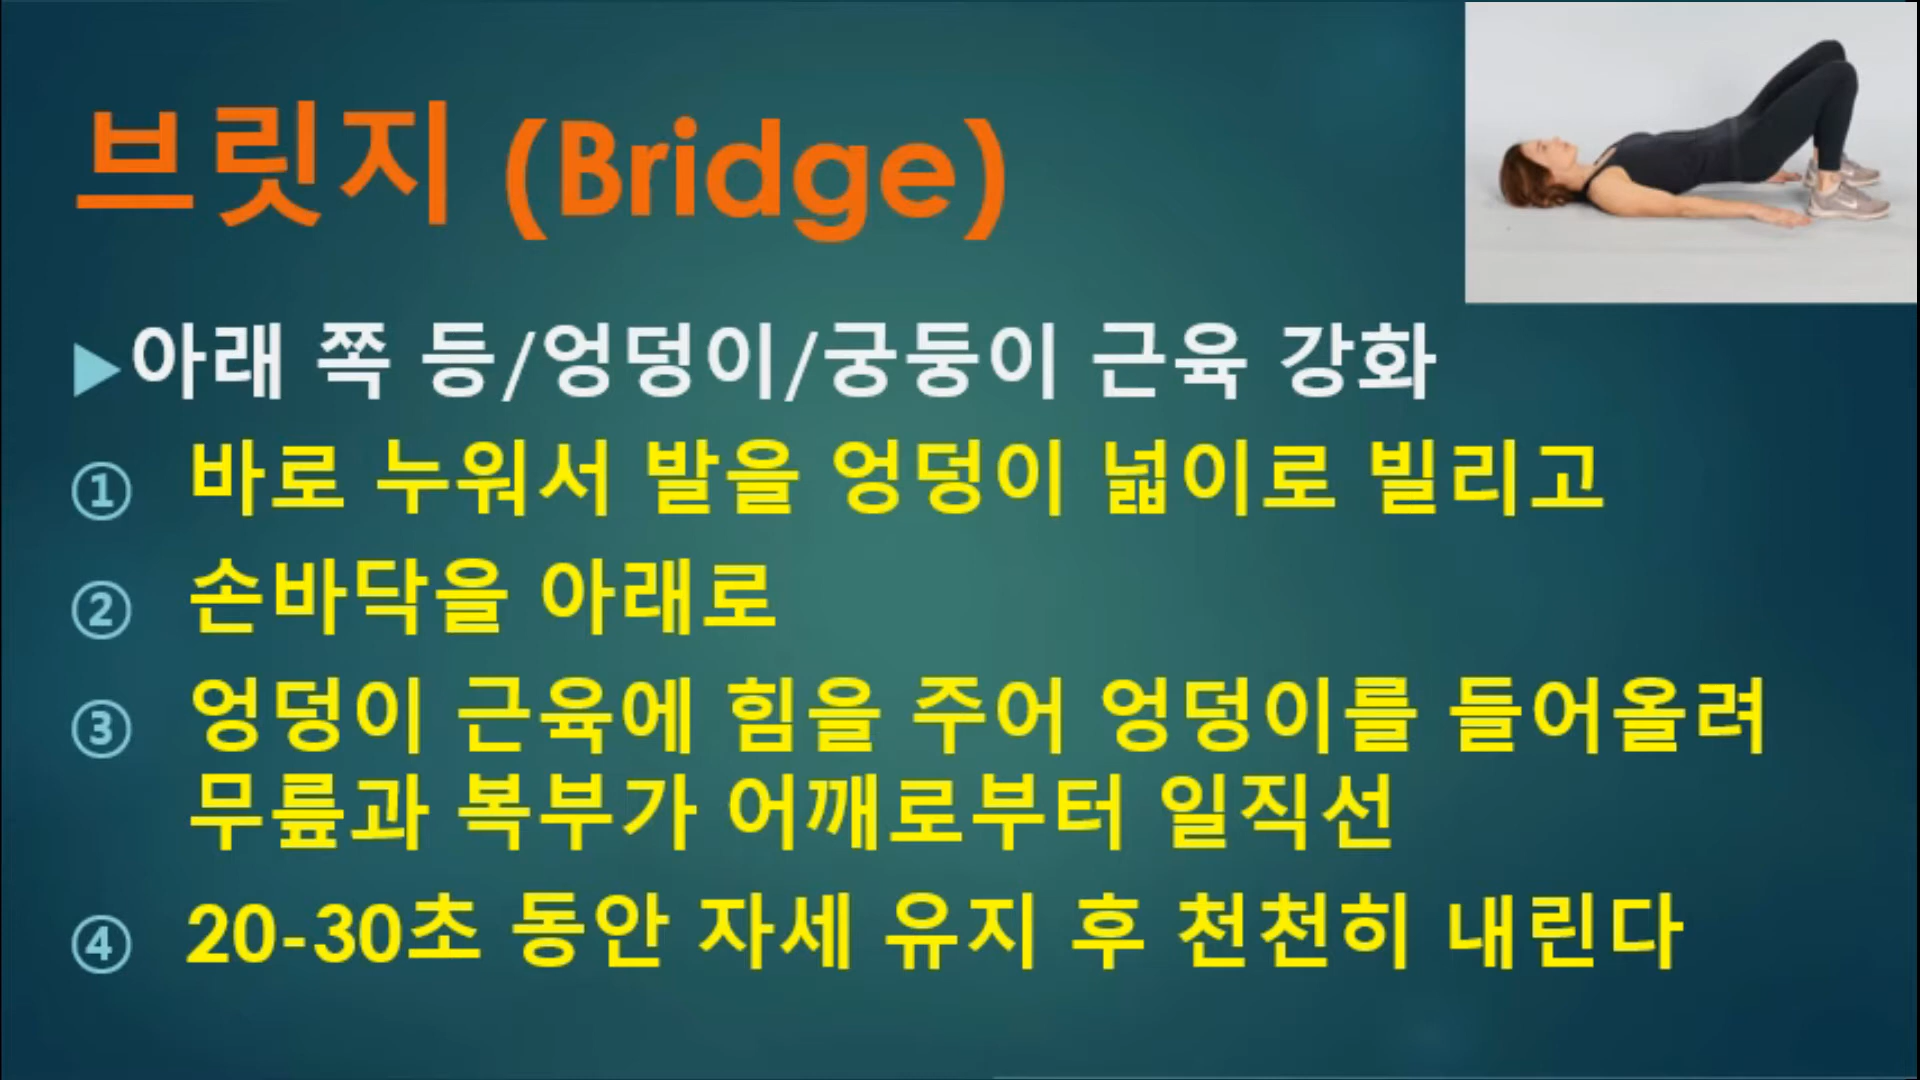 브릿지 (Bridge)
▶아래 쪽 등/엉덩이/궁둥이 근육 강화
① 바로 누워서 발을 엉덩이 넓이로 빌리고
② 손바닥을 아래로
③ 엉덩이 근육에 힘을 주어 엉덩이를 들어올려
무릎과 복부가 어깨로부터 일직선
④ 20-30초 동안 자세 유지 후 천천히 내린다